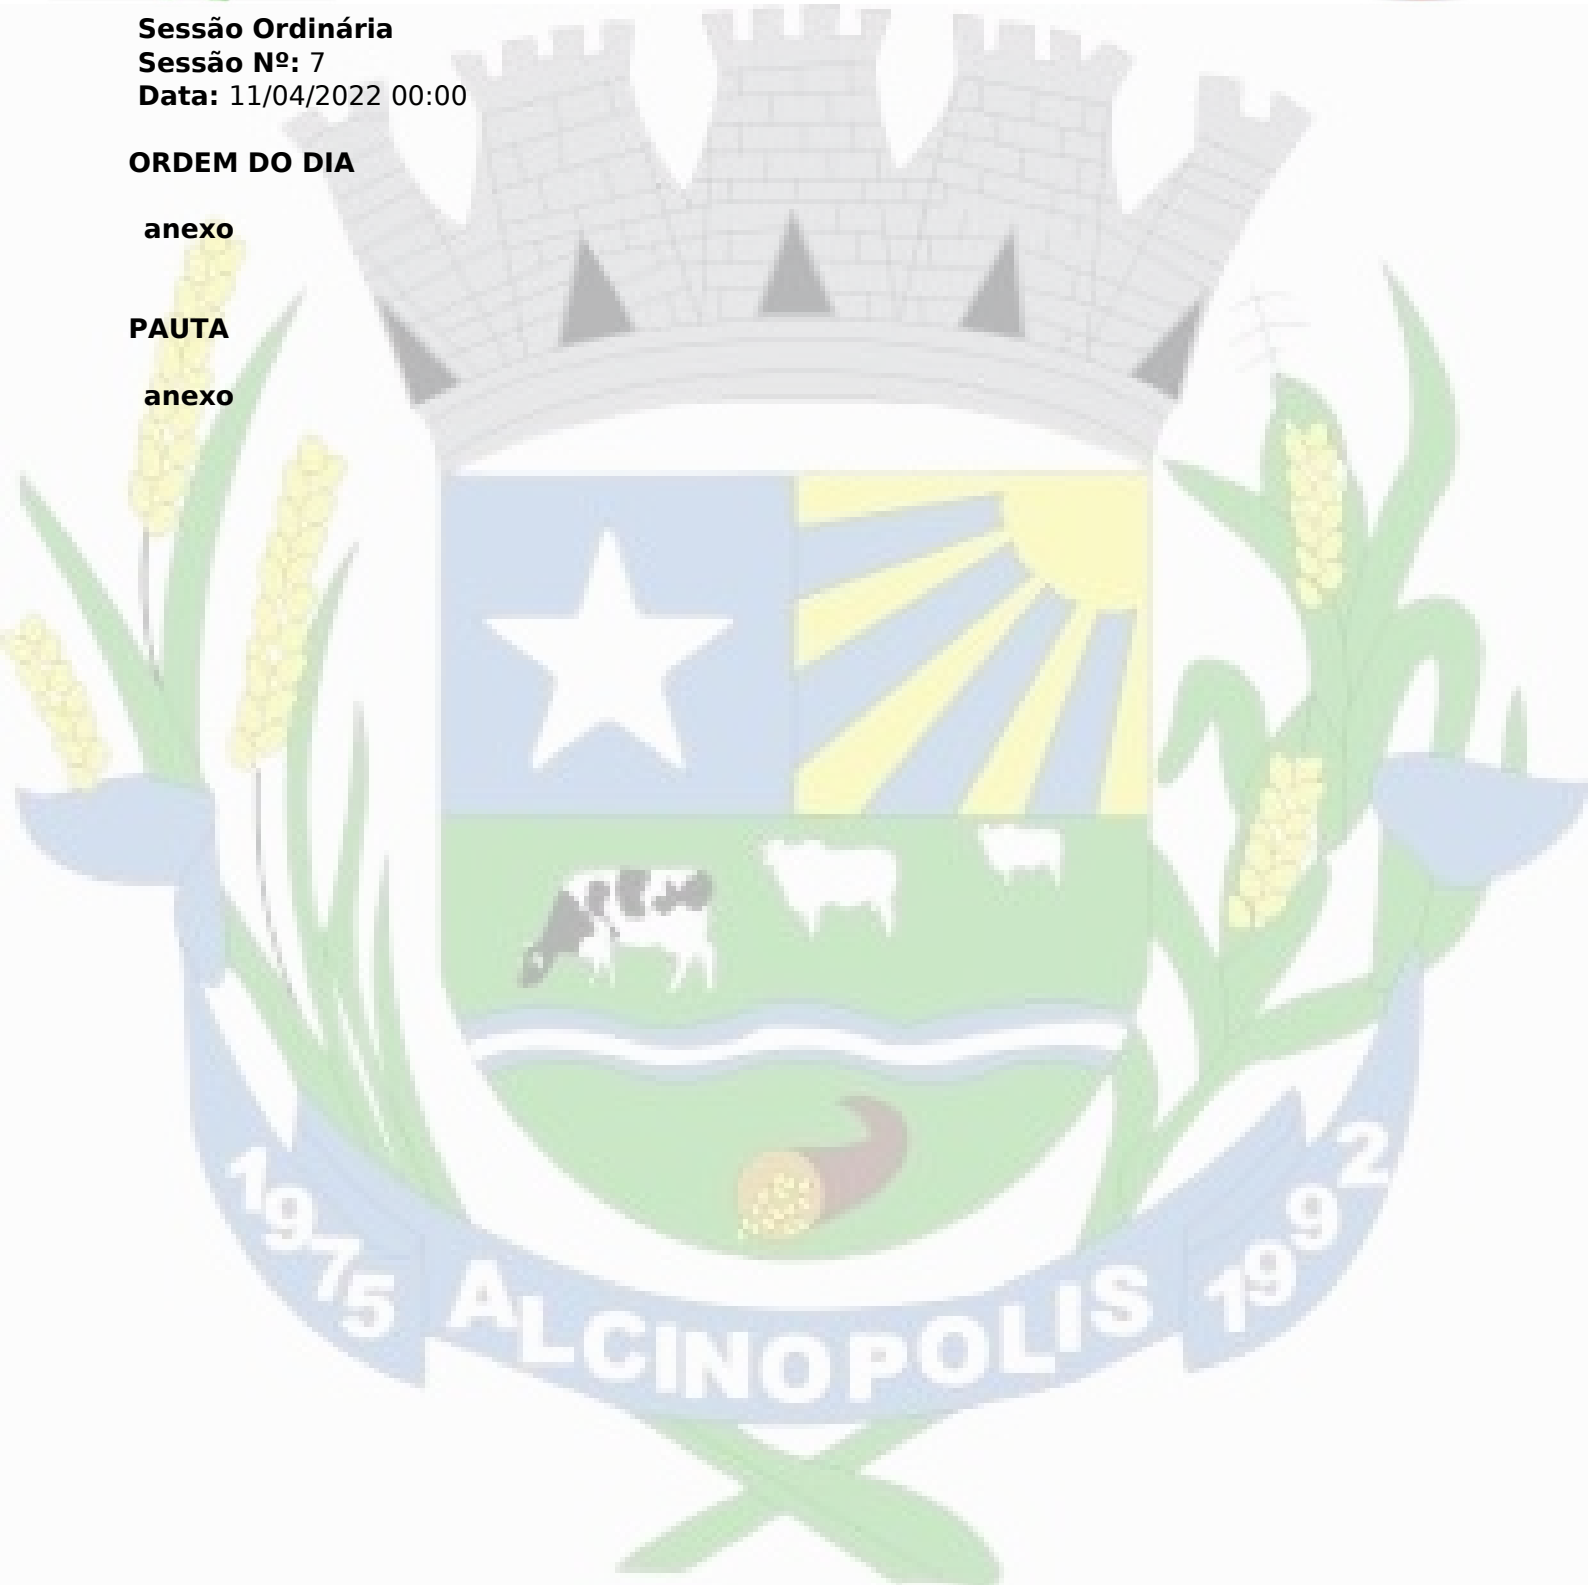 Sessão Ordinária
Sessão Nº: 7
Data: 11/04/2022 00:00
ORDEM DO DIA
anexo
PAUTA
anexo
1975
ALCINOPOLIS
1992